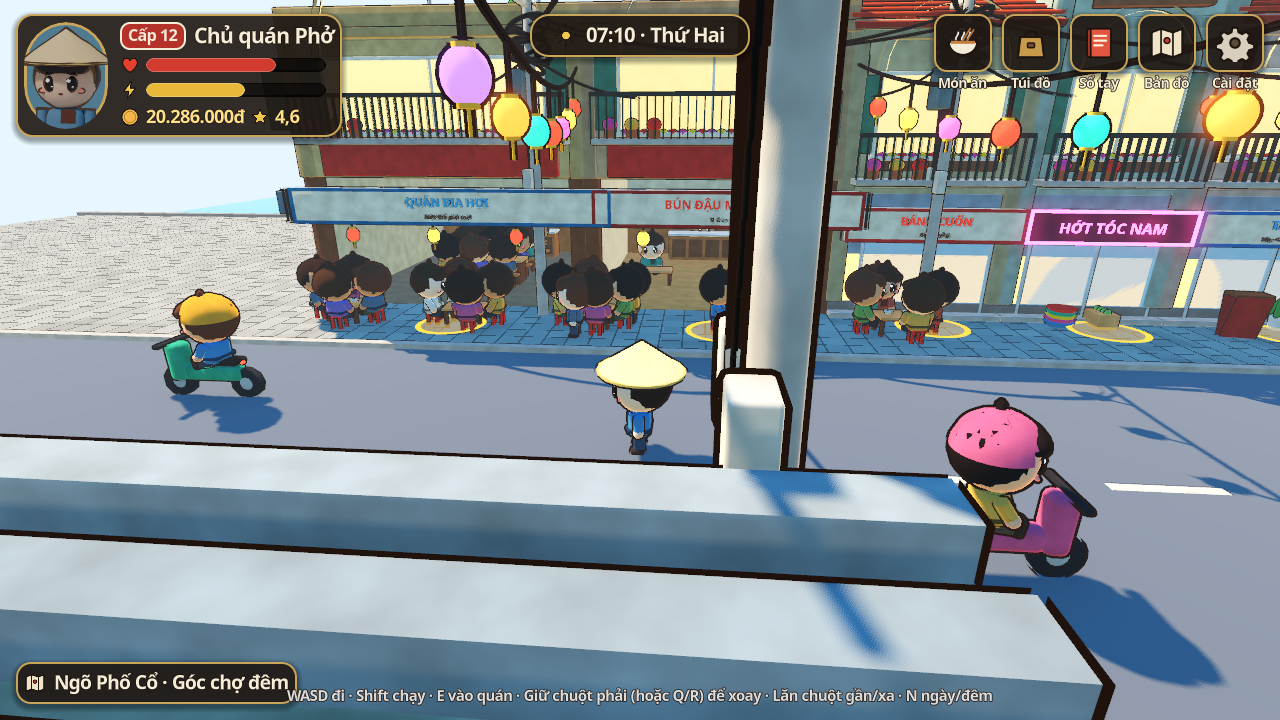 Cấp 12 Chủ quán Phở
20.286.000đ 4,6
07:10 · Thứ Hai
Món ăn Túi đồ Sổ tay Bản đồ Cài đặt
QUÁN BIA HƠI
BÚN ĐẬU
BÁNH CUỐN
HỚT TÓC NAM
Ngõ Phố Cổ · Góc chợ đêm
WASD đi · Shift chạy · E vào quán · Giữ chuột phải (hoặc Q/R) để xoay · Lăn chuột gần/xa · N ngày/đêm